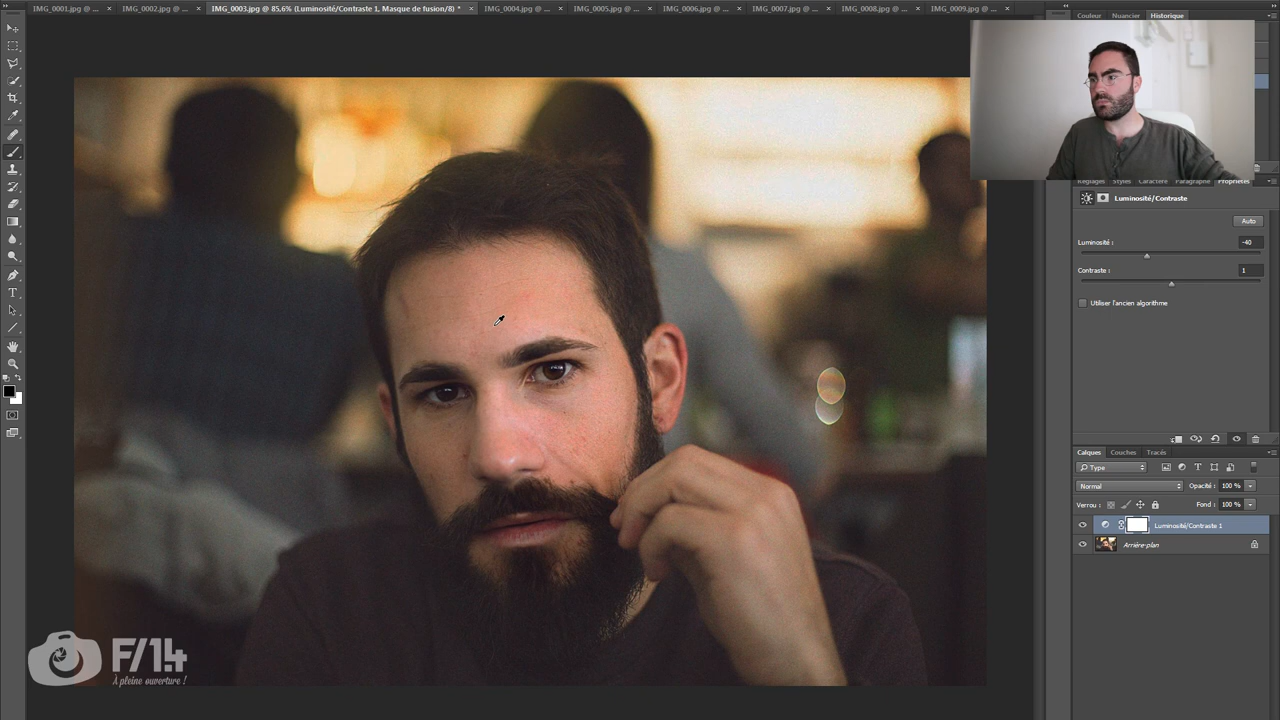 IMG_0001.jpg @ ...
IMG_0002.jpg @ ...
IMG_0003.jpg @ 85,6% (Luminosité/Contraste 1, Masque de fusion/8) *
IMG_0004.jpg @ ...
IMG_0005.jpg @ ...
IMG_0006.jpg @ ...
IMG_0007.jpg @ ...
IMG_0008.jpg @ ...
IMG_0009.jpg @ ...
Couleur Nuancier Historique
Réglages Styles Caractère Paragraphe Propriétés
Luminosité/Contraste
Auto
Luminosité : -40
Contraste : 1
Utiliser l'ancien algorithme
Calques Couches Tracés
Type
Normal Opacité : 100 %
Verrou : Fond : 100 %
Luminosité/Contraste 1
Arrière-plan
F/1.4
À pleine ouverture !